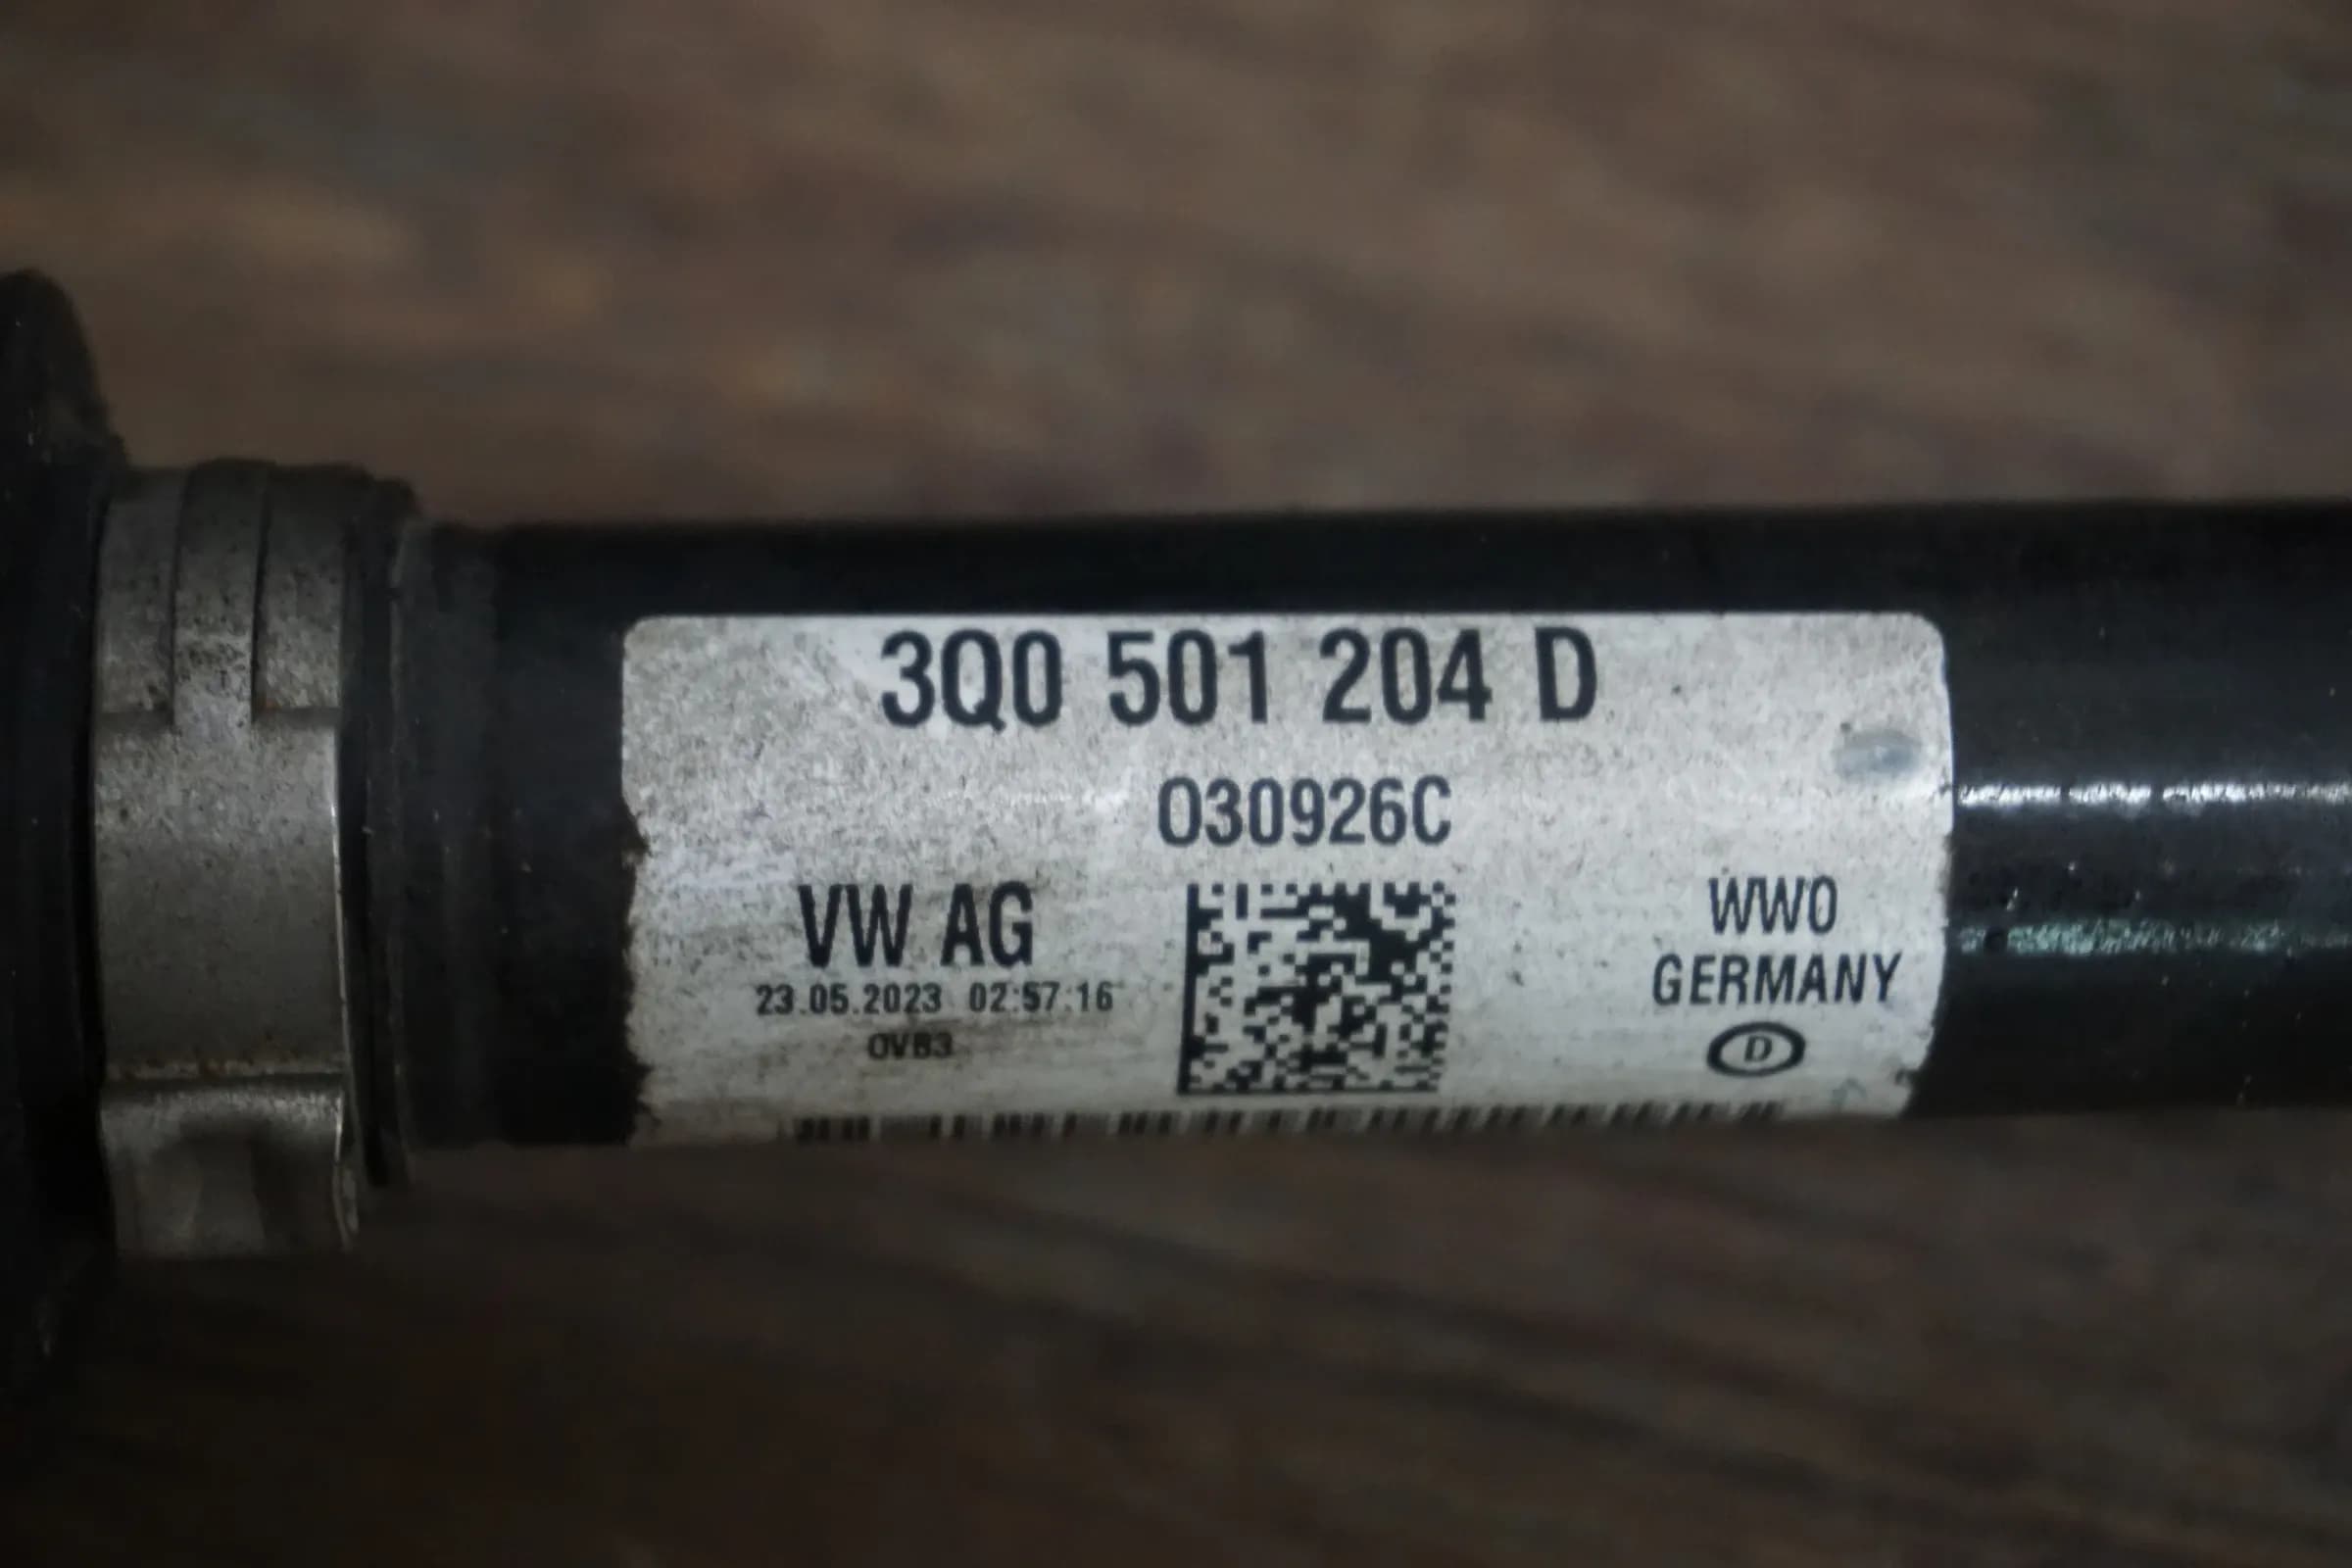 3Q0 501 204 D
030926C
VW AG
23.05.2023 02:57:16
0VB3
WW0
GERMANY
D